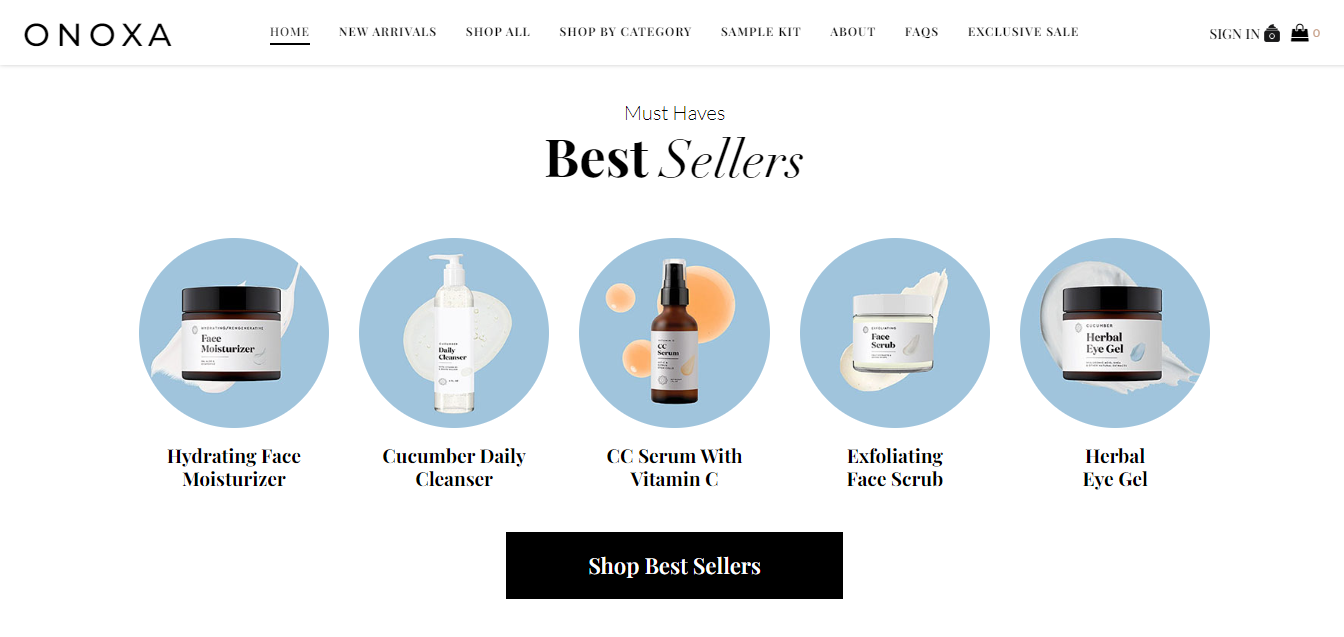 ONOXA
HOME
NEW ARRIVALS
SHOP ALL
SHOP BY CATEGORY
SAMPLE KIT
ABOUT
FAQS
EXCLUSIVE SALE
SIGN IN
0
Must Haves
Best Sellers
HYDRATING/REGENERATIVE
Face
Moisturizer
CUCUMBER
Daily
Cleanser
CC
Serum
EXFOLIATING
Face
Scrub
CUCUMBER
Herbal
Eye Gel
Hydrating Face
Moisturizer
Cucumber Daily
Cleanser
CC Serum With
Vitamin C
Exfoliating
Face Scrub
Herbal
Eye Gel
Shop Best Sellers